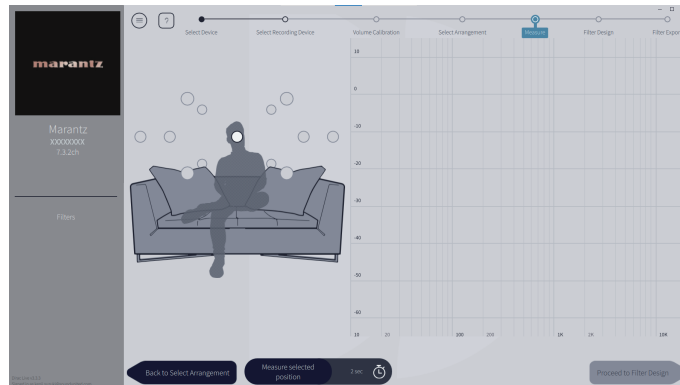 marantz
Marantz
XXXXXXXX
7.3.2ch
Filters
?
Select Device
Select Recording Device
Volume Calibration
Select Arrangement
Measure
Filter Design
Filter Expor
10
0
-10
-20
-30
-40
-50
-60
10 20 100 200 1K 2K 10K
Back to Select Arrangement
Measure selected
position
2 sec
Proceed to Filter Design